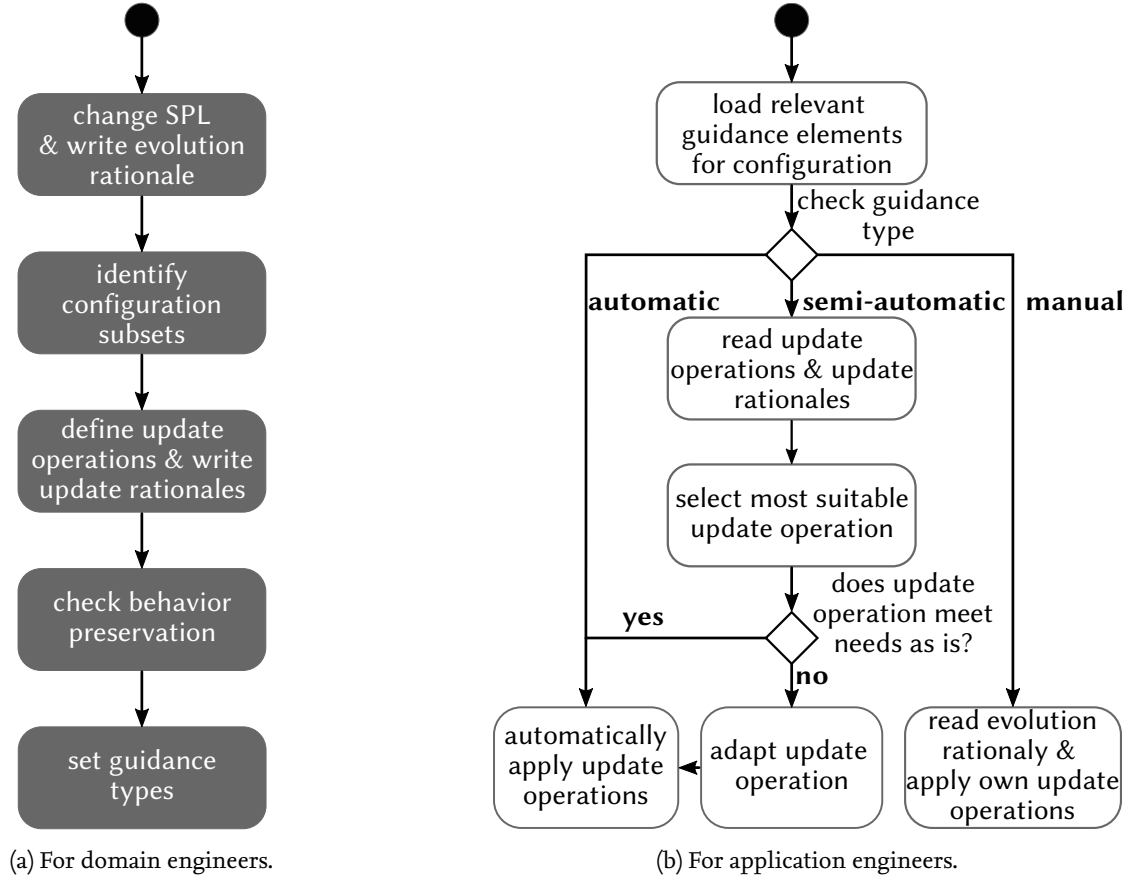 change SPL
& write evolution
rationale
identify
configuration
subsets
define update
operations & write
update rationales
check behavior
preservation
set guidance
types
(a) For domain engineers.
load relevant
guidance elements
for configuration
check guidance
type
automatic
semi-automatic
manual
read update
operations & update
rationales
select most suitable
update operation
does update
operation meet
needs as is?
yes
no
automatically
apply update
operations
adapt update
operation
read evolution
rationaly &
apply own update
operations
(b) For application engineers.